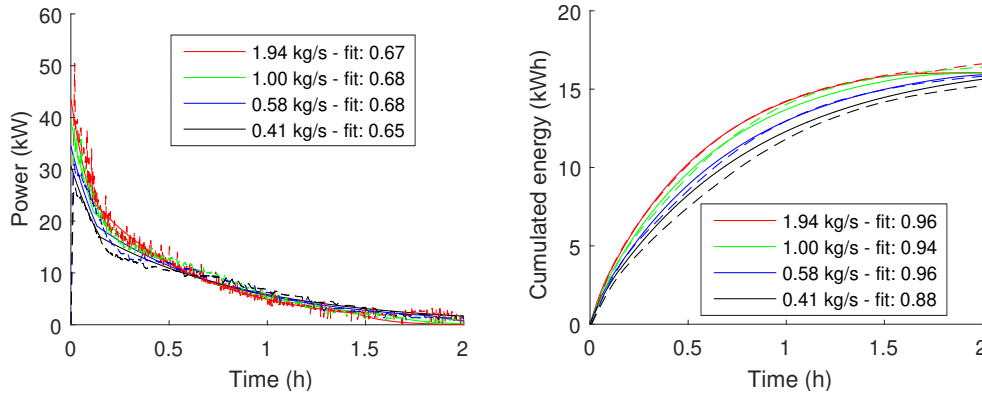 60
50
40
30
20
10
0
Power (kW)
1.94 kg/s - fit: 0.67
1.00 kg/s - fit: 0.68
0.58 kg/s - fit: 0.68
0.41 kg/s - fit: 0.65
0 0.5 1 1.5 2
Time (h)
20
15
10
5
0
Cumulated energy (kWh)
1.94 kg/s - fit: 0.96
1.00 kg/s - fit: 0.94
0.58 kg/s - fit: 0.96
0.41 kg/s - fit: 0.88
0 0.5 1 1.5 2
Time (h)